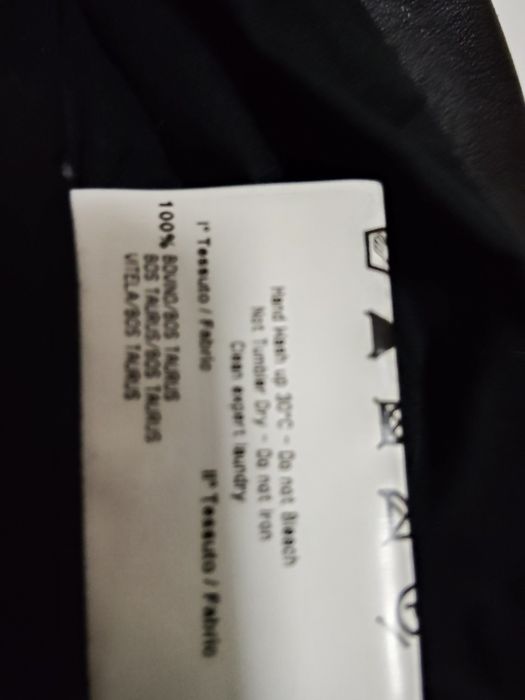 Hand Wash up 30°C - Do not Bleach
Not Tumbler Dry - Do not Iron
Clean expert laundry
I° Tessuto / Fabric
II° Tessuto / Fabric
100% BOVINO/BOS TAURUS
BOS TAURUS/BOS TAURUS
VITELA/BOS TAURUS